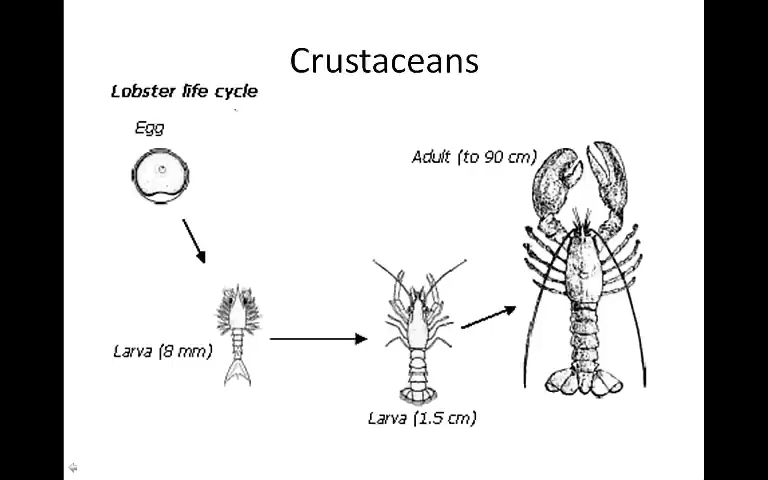 Crustaceans
Lobster life cycle
Egg
Adult (to 90 cm)
Larva (8 mm)
Larva (1.5 cm)